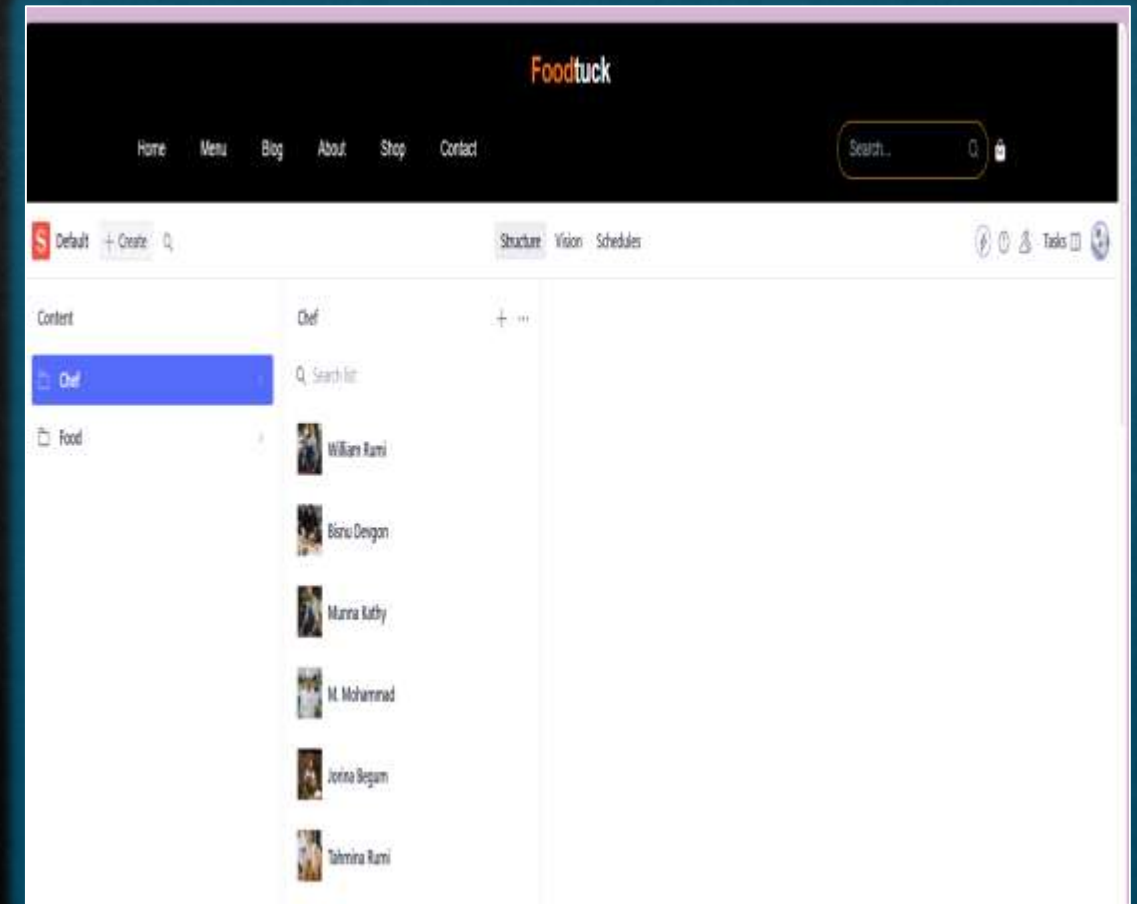 Foodtuck
Home Menu Blog About Shop Contact
Search...
S Default + Create Structure Vision Schedules Tasks
Content
Chef
Food
Chef
Search list
William Rumi
Bisnu Devgon
Munna Kathy
M. Mohammad
Jorina Begum
Tahmina Rumi